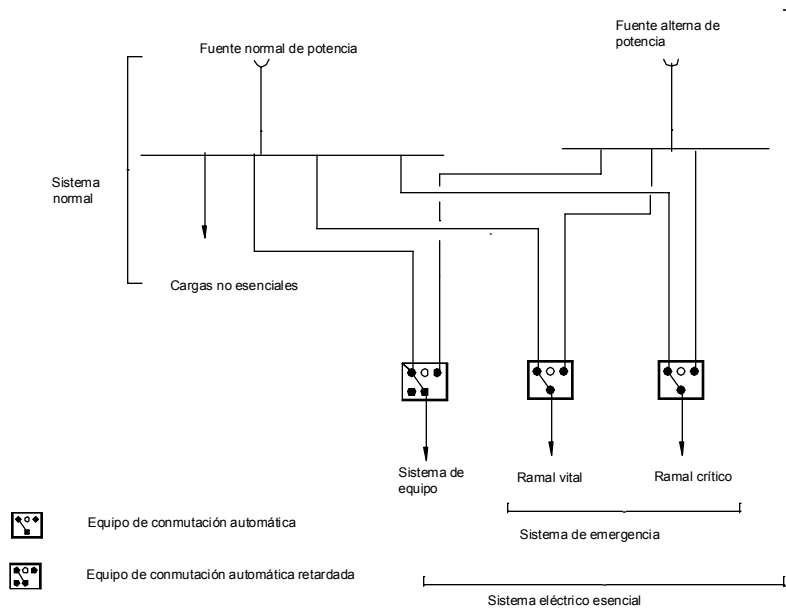 Fuente normal de potencia
Fuente alterna de
potencia
Sistema
normal
Cargas no esenciales
Sistema de
equipo
Ramal vital
Ramal crítico
Equipo de conmutación automática
Sistema de emergencia
Equipo de conmutación automática retardada
Sistema eléctrico esencial